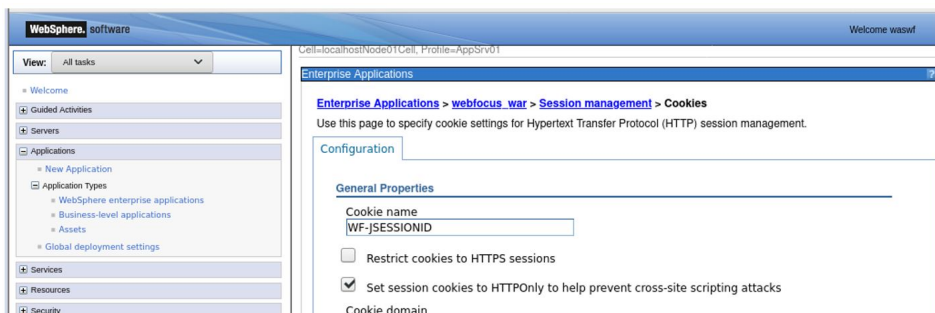 WebSphere. software
Welcome waswf
View: All tasks
Cell=localhostNode01Cell, Profile=AppSrv01
Enterprise Applications ?
Welcome
Guided Activities
Servers
Applications
New Application
Application Types
WebSphere enterprise applications
Business-level applications
Assets
Global deployment settings
Services
Resources
Security
Enterprise Applications > webfocus_war > Session management > Cookies
Use this page to specify cookie settings for Hypertext Transfer Protocol (HTTP) session management.
Configuration
General Properties
Cookie name
WF-JSESSIONID
Restrict cookies to HTTPS sessions
Set session cookies to HTTPOnly to help prevent cross-site scripting attacks
Cookie domain